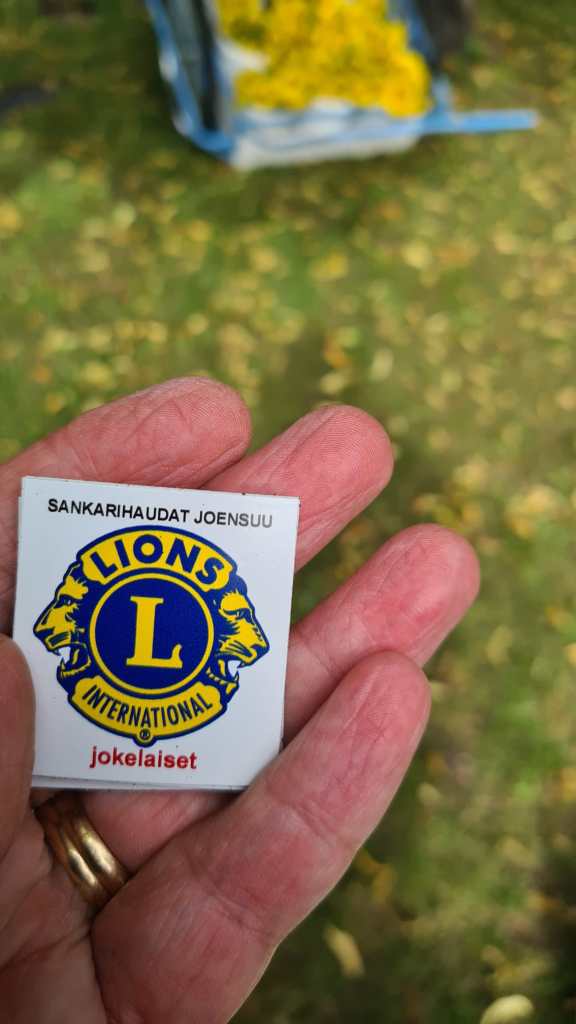 SANKARIHAUDAT JOENSUU
LIONS
L
INTERNATIONAL
®
jokelaiset